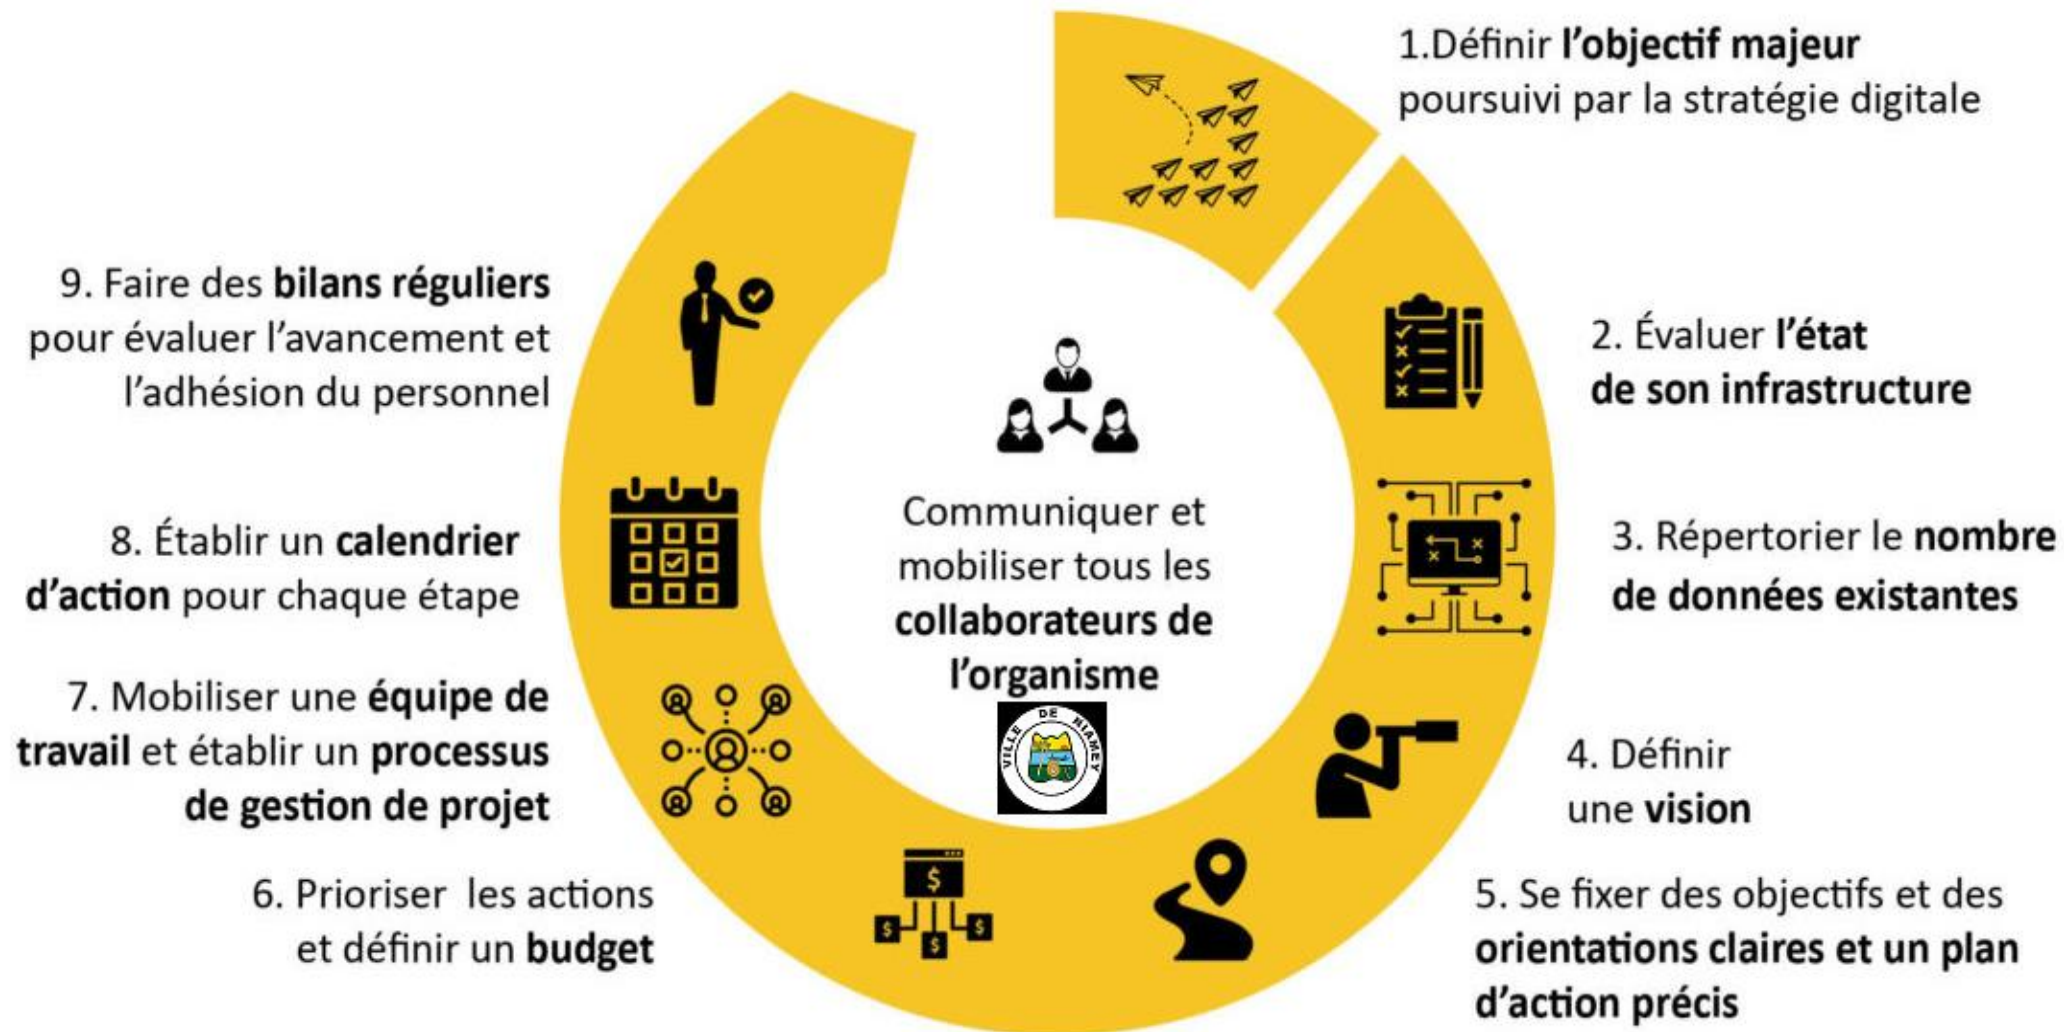 1.Définir l'objectif majeur
poursuivi par la stratégie digitale
2. Évaluer l'état
de son infrastructure
3. Répertorier le nombre
de données existantes
4. Définir
une vision
5. Se fixer des objectifs et des
orientations claires et un plan
d'action précis
6. Prioriser les actions
et définir un budget
7. Mobiliser une équipe de
travail et établir un processus
de gestion de projet
8. Établir un calendrier
d'action pour chaque étape
9. Faire des bilans réguliers
pour évaluer l'avancement et
l'adhésion du personnel
Communiquer et
mobiliser tous les
collaborateurs de
l'organisme
VILLE DE NIAMEY
$
$ $ $